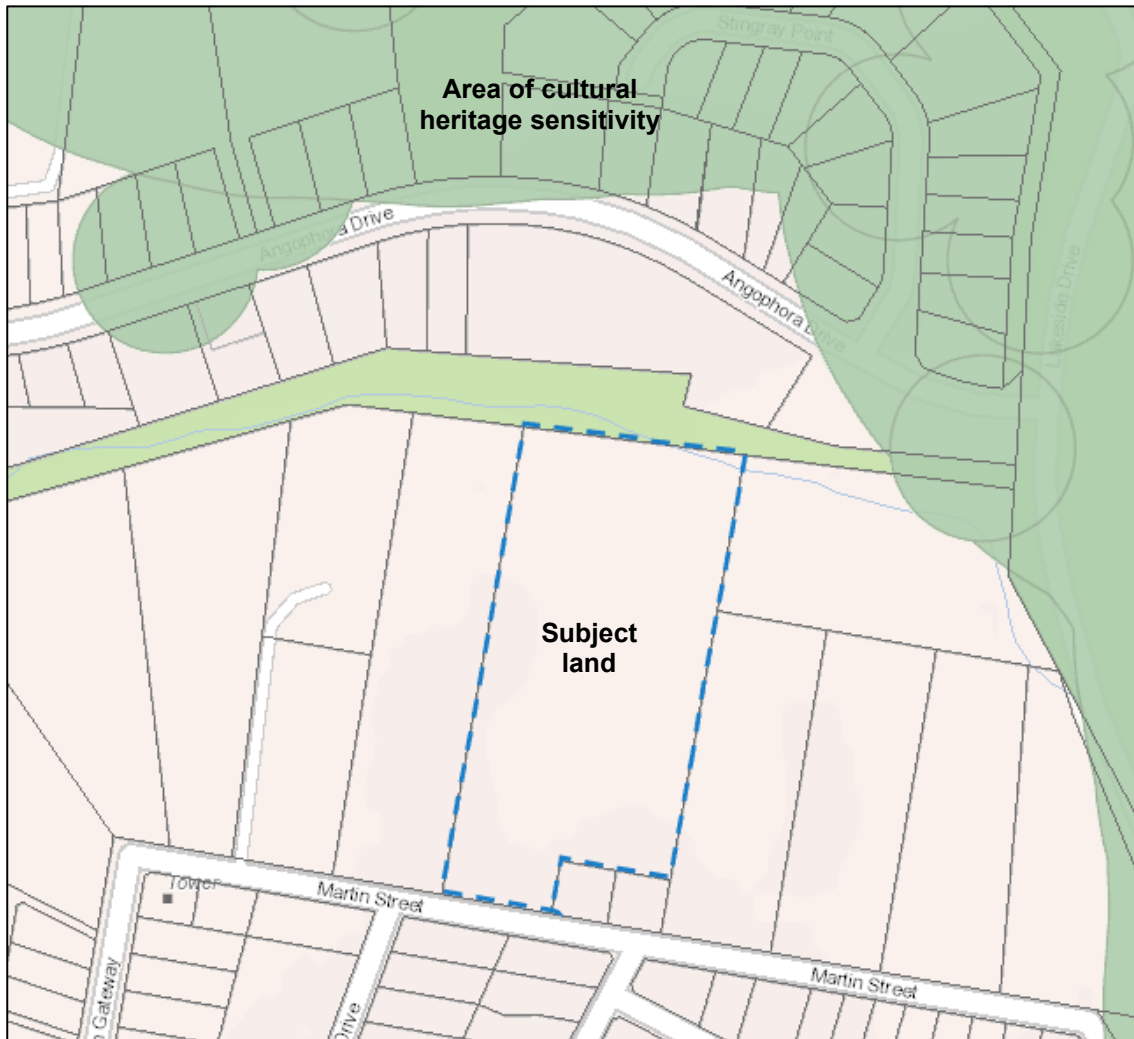 Stingray Point
Area of cultural
heritage sensitivity
Angophora Drive
Angophora Drive
Lakeside Drive
Subject
land
Tower
Martin Street
Martin Street
Gateway
Drive